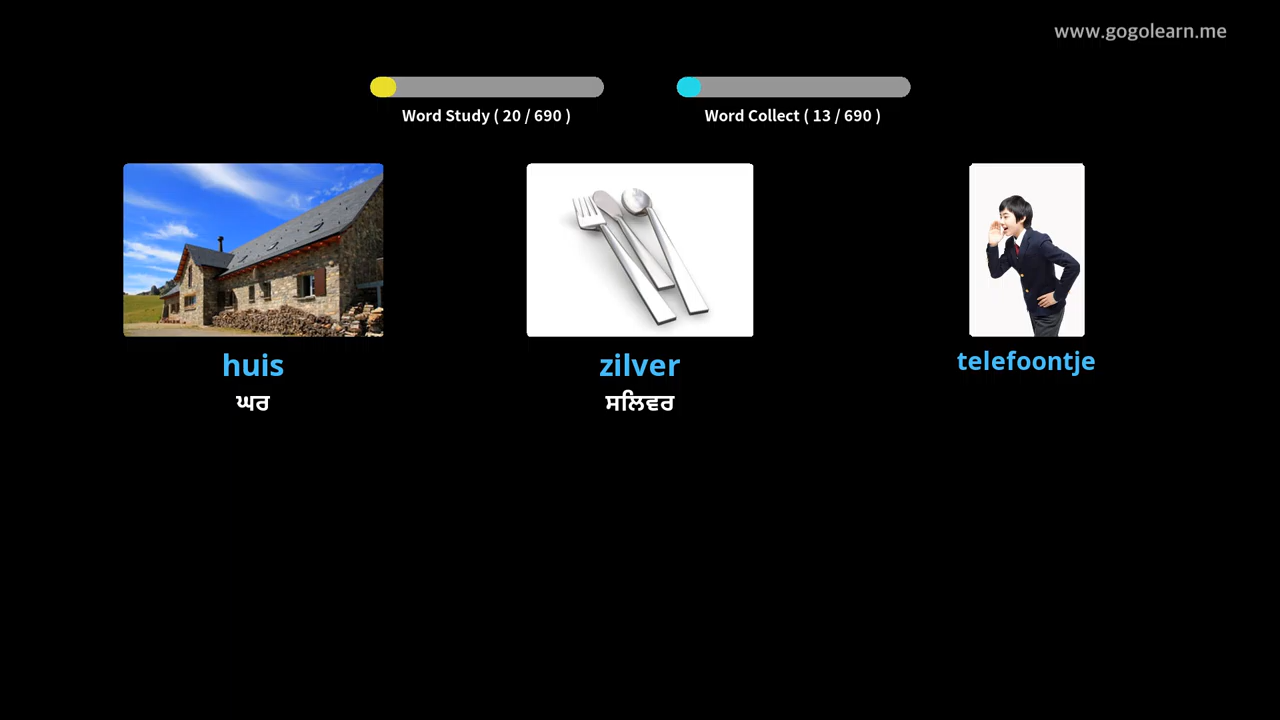 www.gogolearn.me
Word Study ( 20 / 690 )
Word Collect ( 13 / 690 )
huis
ਘਰ
zilver
ਸਲਿਵਰ
telefoontje